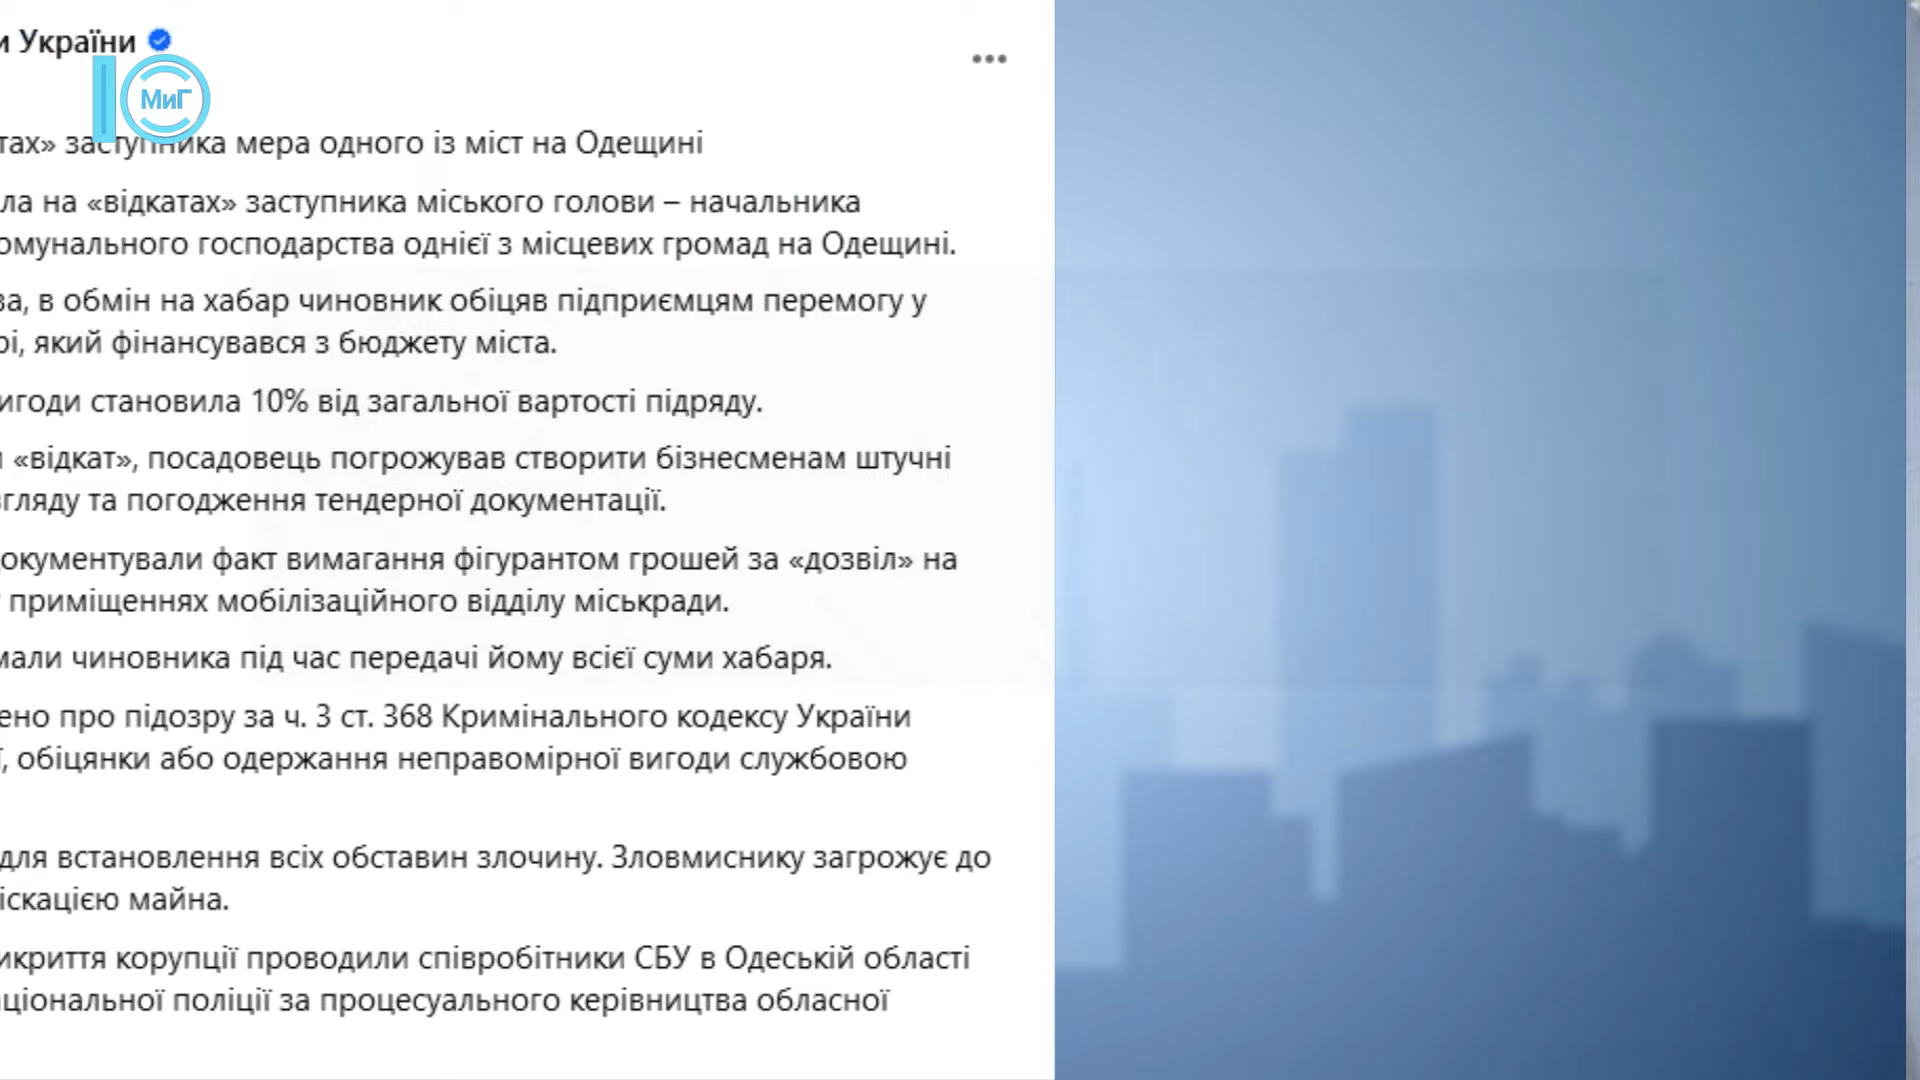 и України
МиГ
тах» заступника мера одного із міст на Одещині
ла на «відкатах» заступника міського голови – начальника
омунального господарства однієї з місцевих громад на Одещині.
ва, в обмін на хабар чиновник обіцяв підприємцям перемогу у
рі, який фінансувався з бюджету міста.
игоди становила 10% від загальної вартості підряду.
«відкат», посадовець погрожував створити бізнесменам штучні
згляду та погодження тендерної документації.
окументували факт вимагання фігурантом грошей за «дозвіл» на
приміщеннях мобілізаційного відділу міськради.
мали чиновника під час передачі йому всієї суми хабаря.
ено про підозру за ч. 3 ст. 368 Кримінального кодексу України
ї, обіцянки або одержання неправомірної вигоди службовою
для встановлення всіх обставин злочину. Зловмиснику загрожує до
іскацією майна.
икриття корупції проводили співробітники СБУ в Одеській області
аціональної поліції за процесуального керівництва обласної